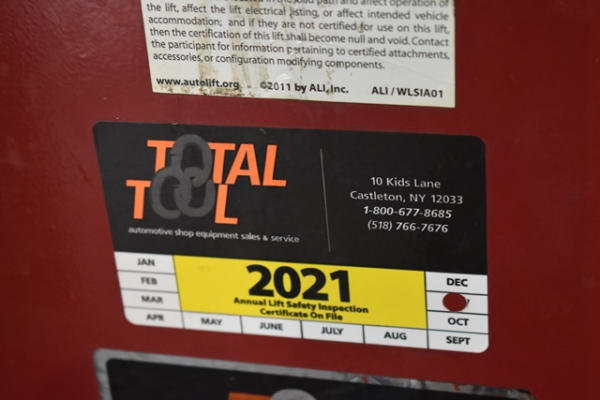 the lift, affect the lift electrical listing, or affect intended vehicle
accommodation; and if they are not certified for use on this lift,
then the certification of this lift shall become null and void. Contact
the participant for information pertaining to certified attachments,
accessories, or configuration modifying components.
www.autolift.org ©2011 by ALI, Inc. ALI / WLSIA01
TOTAL
TOOL
automotive shop equipment sales & service
10 Kids Lane
Castleton, NY 12033
1-800-677-8685
(518) 766-7676
JAN
FEB
MAR
APR
MAY
JUNE
JULY
AUG
SEPT
OCT
DEC
2021
Annual Lift Safety Inspection
Certificate On File